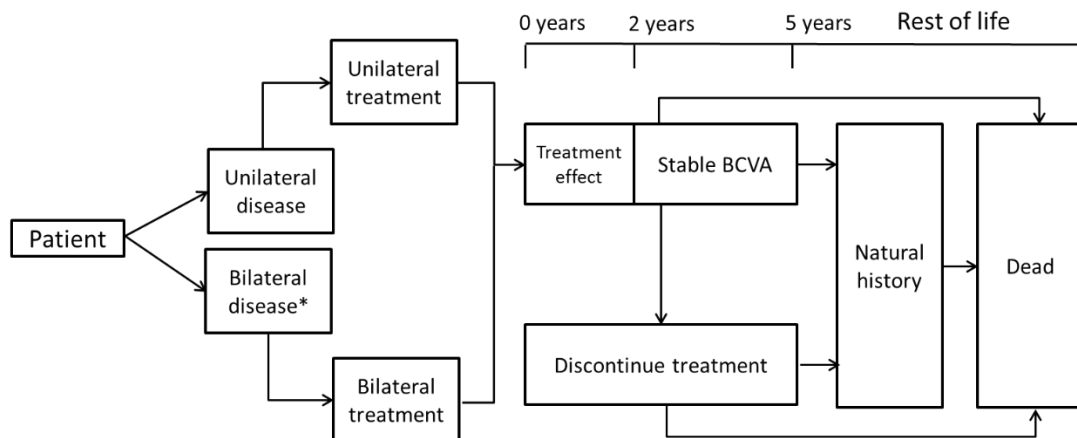 0 years 2 years 5 years Rest of life
Unilateral
treatment
Treatment
effect
Stable BCVA
Unilateral
disease
Patient
Bilateral
disease*
Natural
history
Dead
Discontinue treatment
Bilateral
treatment